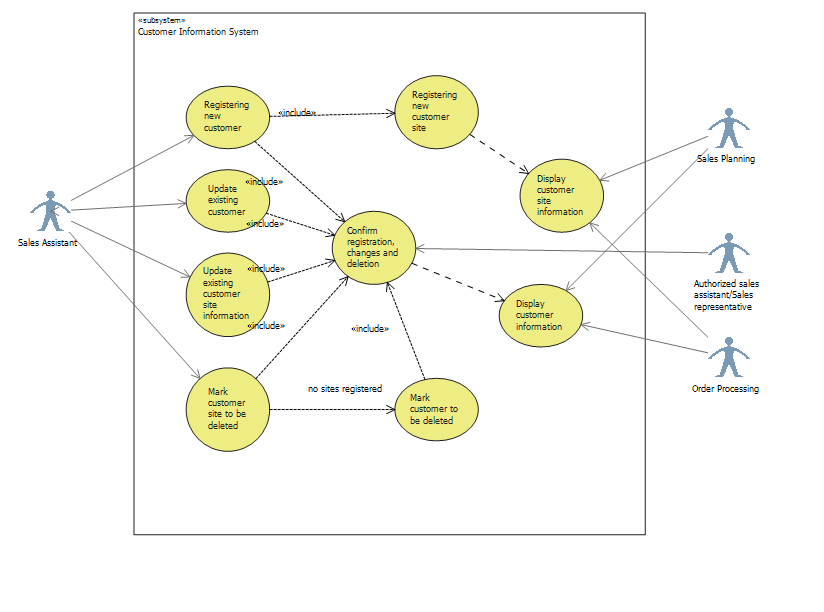 «subsystem»
Customer Information System
Registering
new
customer
«include»
Registering
new
customer
site
Sales Planning
Update
existing
customer
«include»
«include»
Display
customer
site
information
Sales Assistant
Confirm
registration,
changes and
deletion
Update
existing
customer
site
information
«include»
«include»
Authorized sales
assistant/Sales
representative
Display
customer
information
«include»
Order Processing
no sites registered
Mark
customer
site to be
deleted
Mark
customer to
be deleted